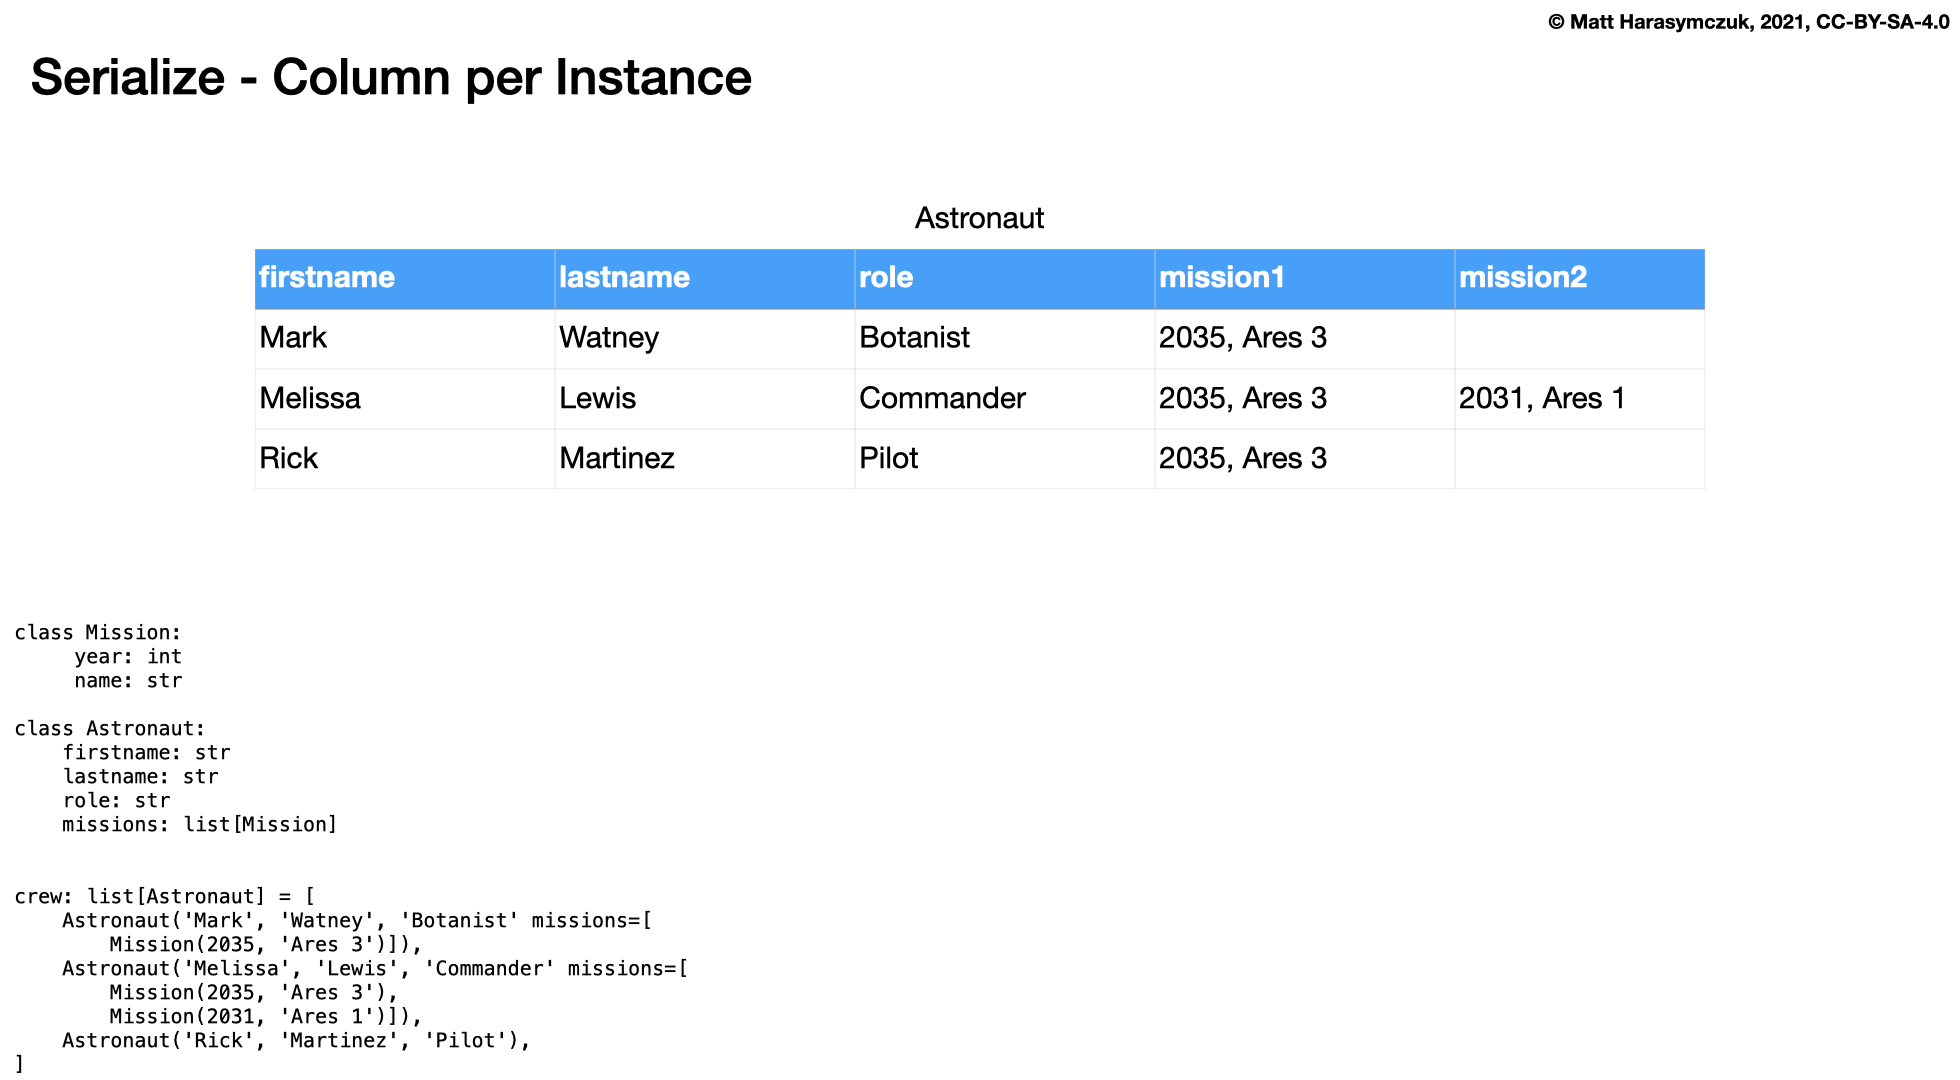 © Matt Harasymczuk, 2021, CC-BY-SA-4.0
Serialize - Column per Instance
Astronaut
firstname lastname role mission1 mission2
Mark Watney Botanist 2035, Ares 3
Melissa Lewis Commander 2035, Ares 3 2031, Ares 1
Rick Martinez Pilot 2035, Ares 3
class Mission:
     year: int
     name: str
class Astronaut:
    firstname: str
    lastname: str
    role: str
    missions: list[Mission]
crew: list[Astronaut] = [
    Astronaut('Mark', 'Watney', 'Botanist' missions=[
        Mission(2035, 'Ares 3')]),
    Astronaut('Melissa', 'Lewis', 'Commander' missions=[
        Mission(2035, 'Ares 3'),
        Mission(2031, 'Ares 1')]),
    Astronaut('Rick', 'Martinez', 'Pilot'),
]